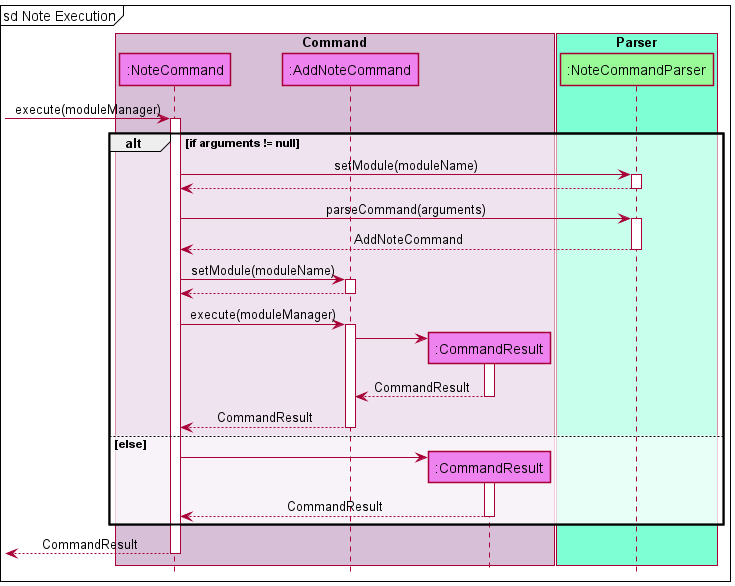 sd Note Execution
Command
Parser
:NoteCommand
:AddNoteCommand
:NoteCommandParser
execute(moduleManager)
alt
[if arguments != null]
setModule(moduleName)
parseCommand(arguments)
AddNoteCommand
setModule(moduleName)
execute(moduleManager)
:CommandResult
CommandResult
CommandResult
[else]
:CommandResult
CommandResult
CommandResult